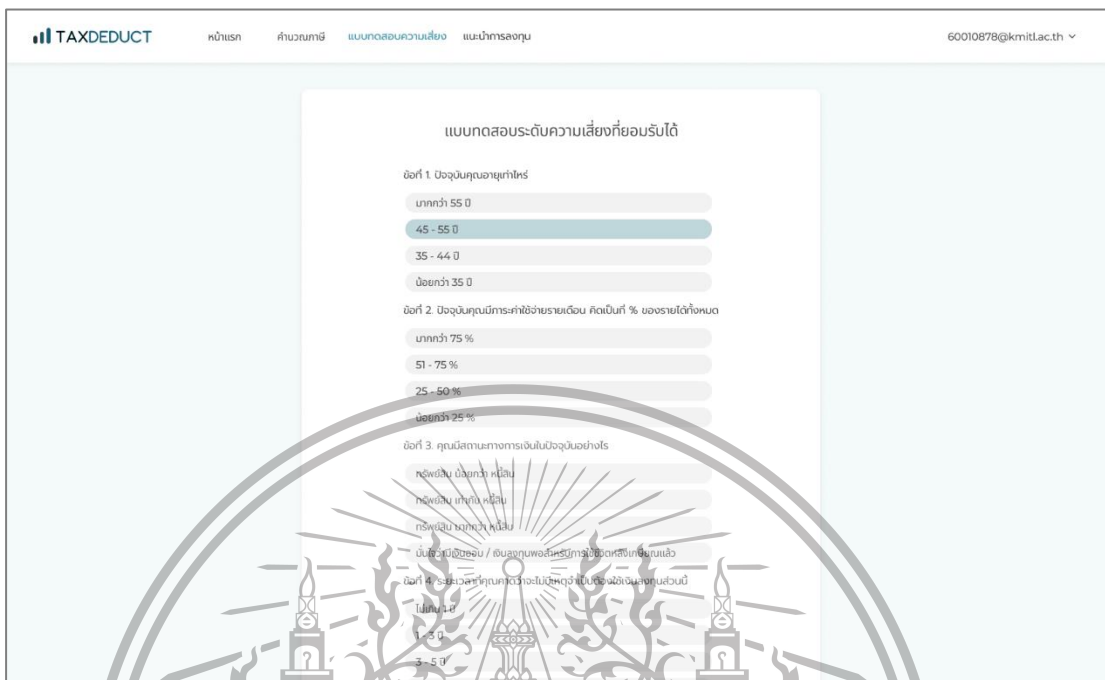 TAXDEDUCT
หน้าแรก
คำนวณภาษี
แบบทดสอบความเสี่ยง
แนะนำการลงทุน
60010878@kmitl.ac.th
แบบทดสอบระดับความเสี่ยงที่ยอมรับได้
ข้อที่ 1. ปัจจุบันคุณอายุเท่าไหร่
มากกว่า 55 ปี
45 - 55 ปี
35 - 44 ปี
น้อยกว่า 35 ปี
ข้อที่ 2. ปัจจุบันคุณมีภาระค่าใช้จ่ายรายเดือน คิดเป็นกี่ % ของรายได้ทั้งหมด
มากกว่า 75 %
51 - 75 %
25 - 50 %
น้อยกว่า 25 %
ข้อที่ 3. คุณมีสถานะทางการเงินในปัจจุบันอย่างไร
ทรัพย์สิน น้อยกว่า หนี้สิน
ทรัพย์สิน เท่ากับ หนี้สิน
ทรัพย์สิน มากกว่า หนี้สิน
มั่นใจว่ามีเงินออม / เงินลงทุนพอสำหรับการใช้ชีวิตหลังเกษียณแล้ว
ข้อที่ 4. ระยะเวลาที่คุณคาดว่าจะไม่มีเหตุจำเป็นต้องใช้เงินลงทุนส่วนนี้
ไม่เกิน 1 ปี
1 - 3 ปี
3 - 5 ปี